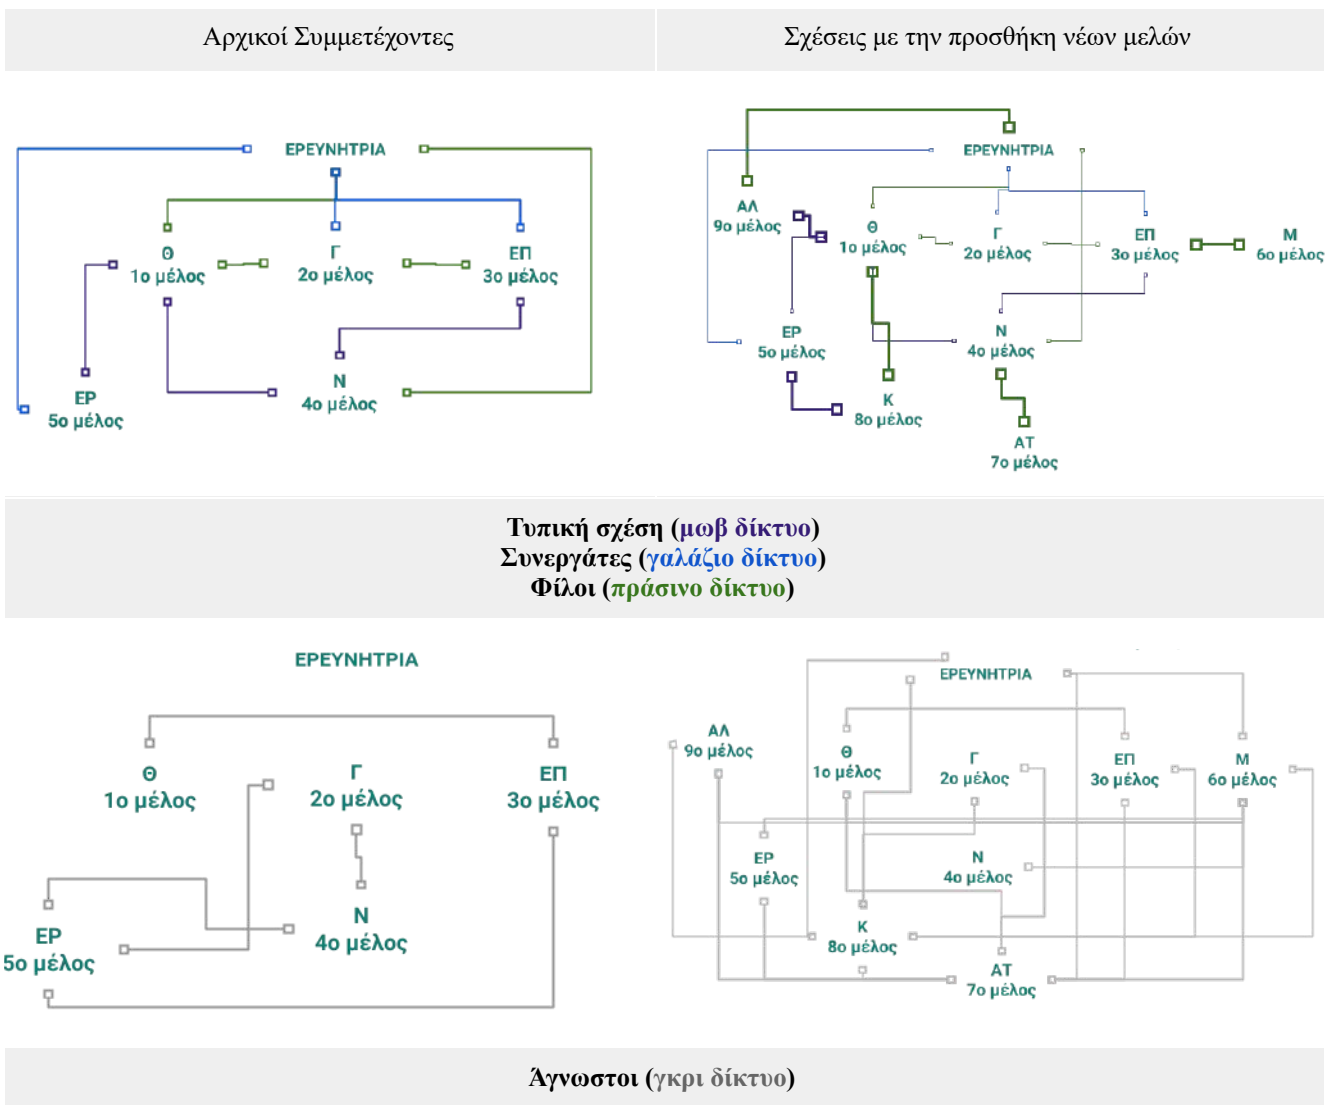 Αρχικοί Συμμετέχοντες
Σχέσεις με την προσθήκη νέων μελών
ΕΡΕΥΝΗΤΡΙΑ
Θ
1ο μέλος
Γ
2ο μέλος
ΕΠ
3ο μέλος
Ν
4ο μέλος
ΕΡ
5ο μέλος
ΕΡΕΥΝΗΤΡΙΑ
ΑΛ
9ο μέλος
Θ
1ο μέλος
Γ
2ο μέλος
ΕΠ
3ο μέλος
Μ
6ο μέλος
ΕΡ
5ο μέλος
Ν
4ο μέλος
Κ
8ο μέλος
ΑΤ
7ο μέλος
Τυπική σχέση (μωβ δίκτυο)
Συνεργάτες (γαλάζιο δίκτυο)
Φίλοι (πράσινο δίκτυο)
ΕΡΕΥΝΗΤΡΙΑ
Θ
1ο μέλος
Γ
2ο μέλος
ΕΠ
3ο μέλος
Ν
4ο μέλος
ΕΡ
5ο μέλος
ΕΡΕΥΝΗΤΡΙΑ
ΑΛ
9ο μέλος
Θ
1ο μέλος
Γ
2ο μέλος
ΕΠ
3ο μέλος
Μ
6ο μέλος
ΕΡ
5ο μέλος
Ν
4ο μέλος
Κ
8ο μέλος
ΑΤ
7ο μέλος
Άγνωστοι (γκρι δίκτυο)